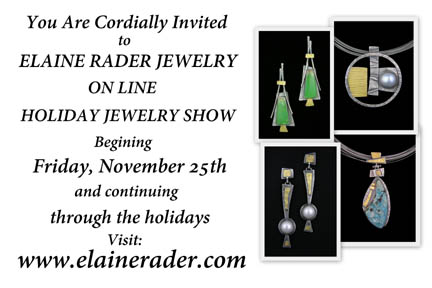 You Are Cordially Invited
to
ELAINE RADER JEWELRY
ON LINE
HOLIDAY JEWELRY SHOW
Begining
Friday, November 25th
and continuing
through the holidays
Visit:
www.elainerader.com